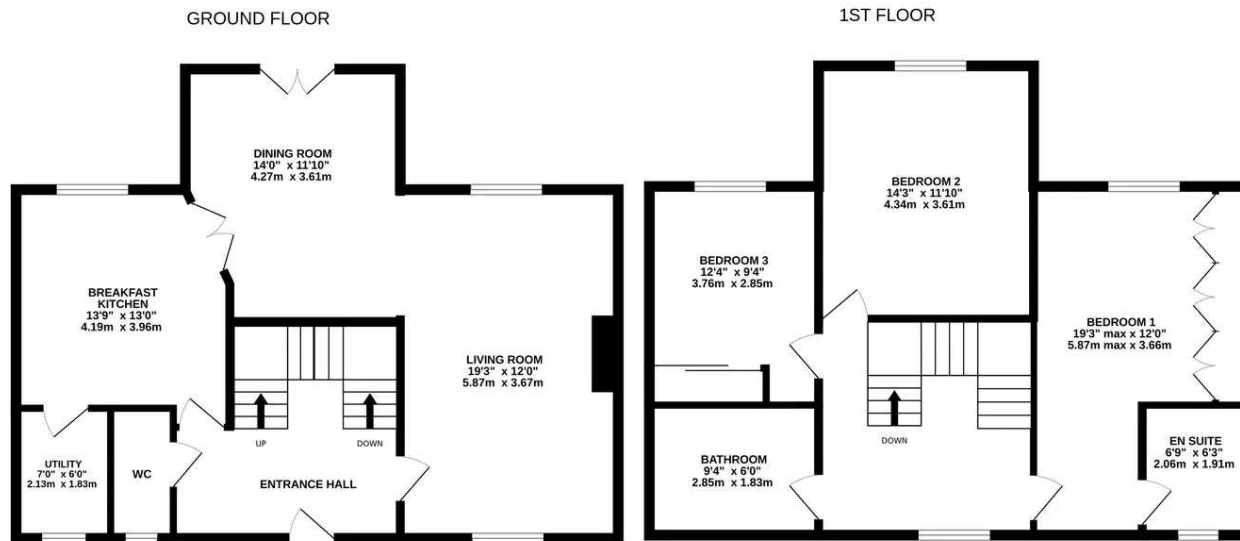 GROUND FLOOR
DINING ROOM
14'0" x 11'10"
4.27m x 3.61m
BREAKFAST
KITCHEN
13'9" x 13'0"
4.19m x 3.96m
LIVING ROOM
19'3" x 12'0"
5.87m x 3.67m
UP
DOWN
UTILITY
7'0" x 6'0"
2.13m x 1.83m
WC
ENTRANCE HALL
1ST FLOOR
BEDROOM 2
14'3" x 11'10"
4.34m x 3.61m
BEDROOM 3
12'4" x 9'4"
3.76m x 2.85m
BEDROOM 1
19'3" max x 12'0"
5.87m max x 3.66m
DOWN
BATHROOM
9'4" x 6'0"
2.85m x 1.83m
EN SUITE
6'9" x 6'3"
2.06m x 1.91m